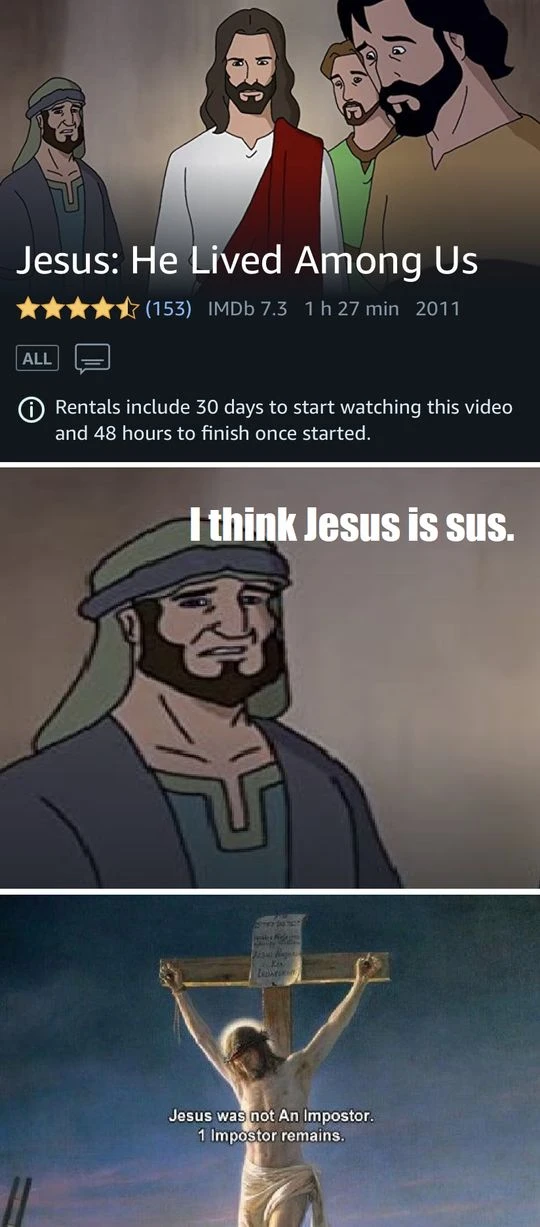 Jesus: He Lived Among Us
(153) IMDb 7.3 1 h 27 min 2011
ALL
Rentals include 30 days to start watching this video
and 48 hours to finish once started.
I think Jesus is sus.
Jesus was not An Impostor.
1 Impostor remains.